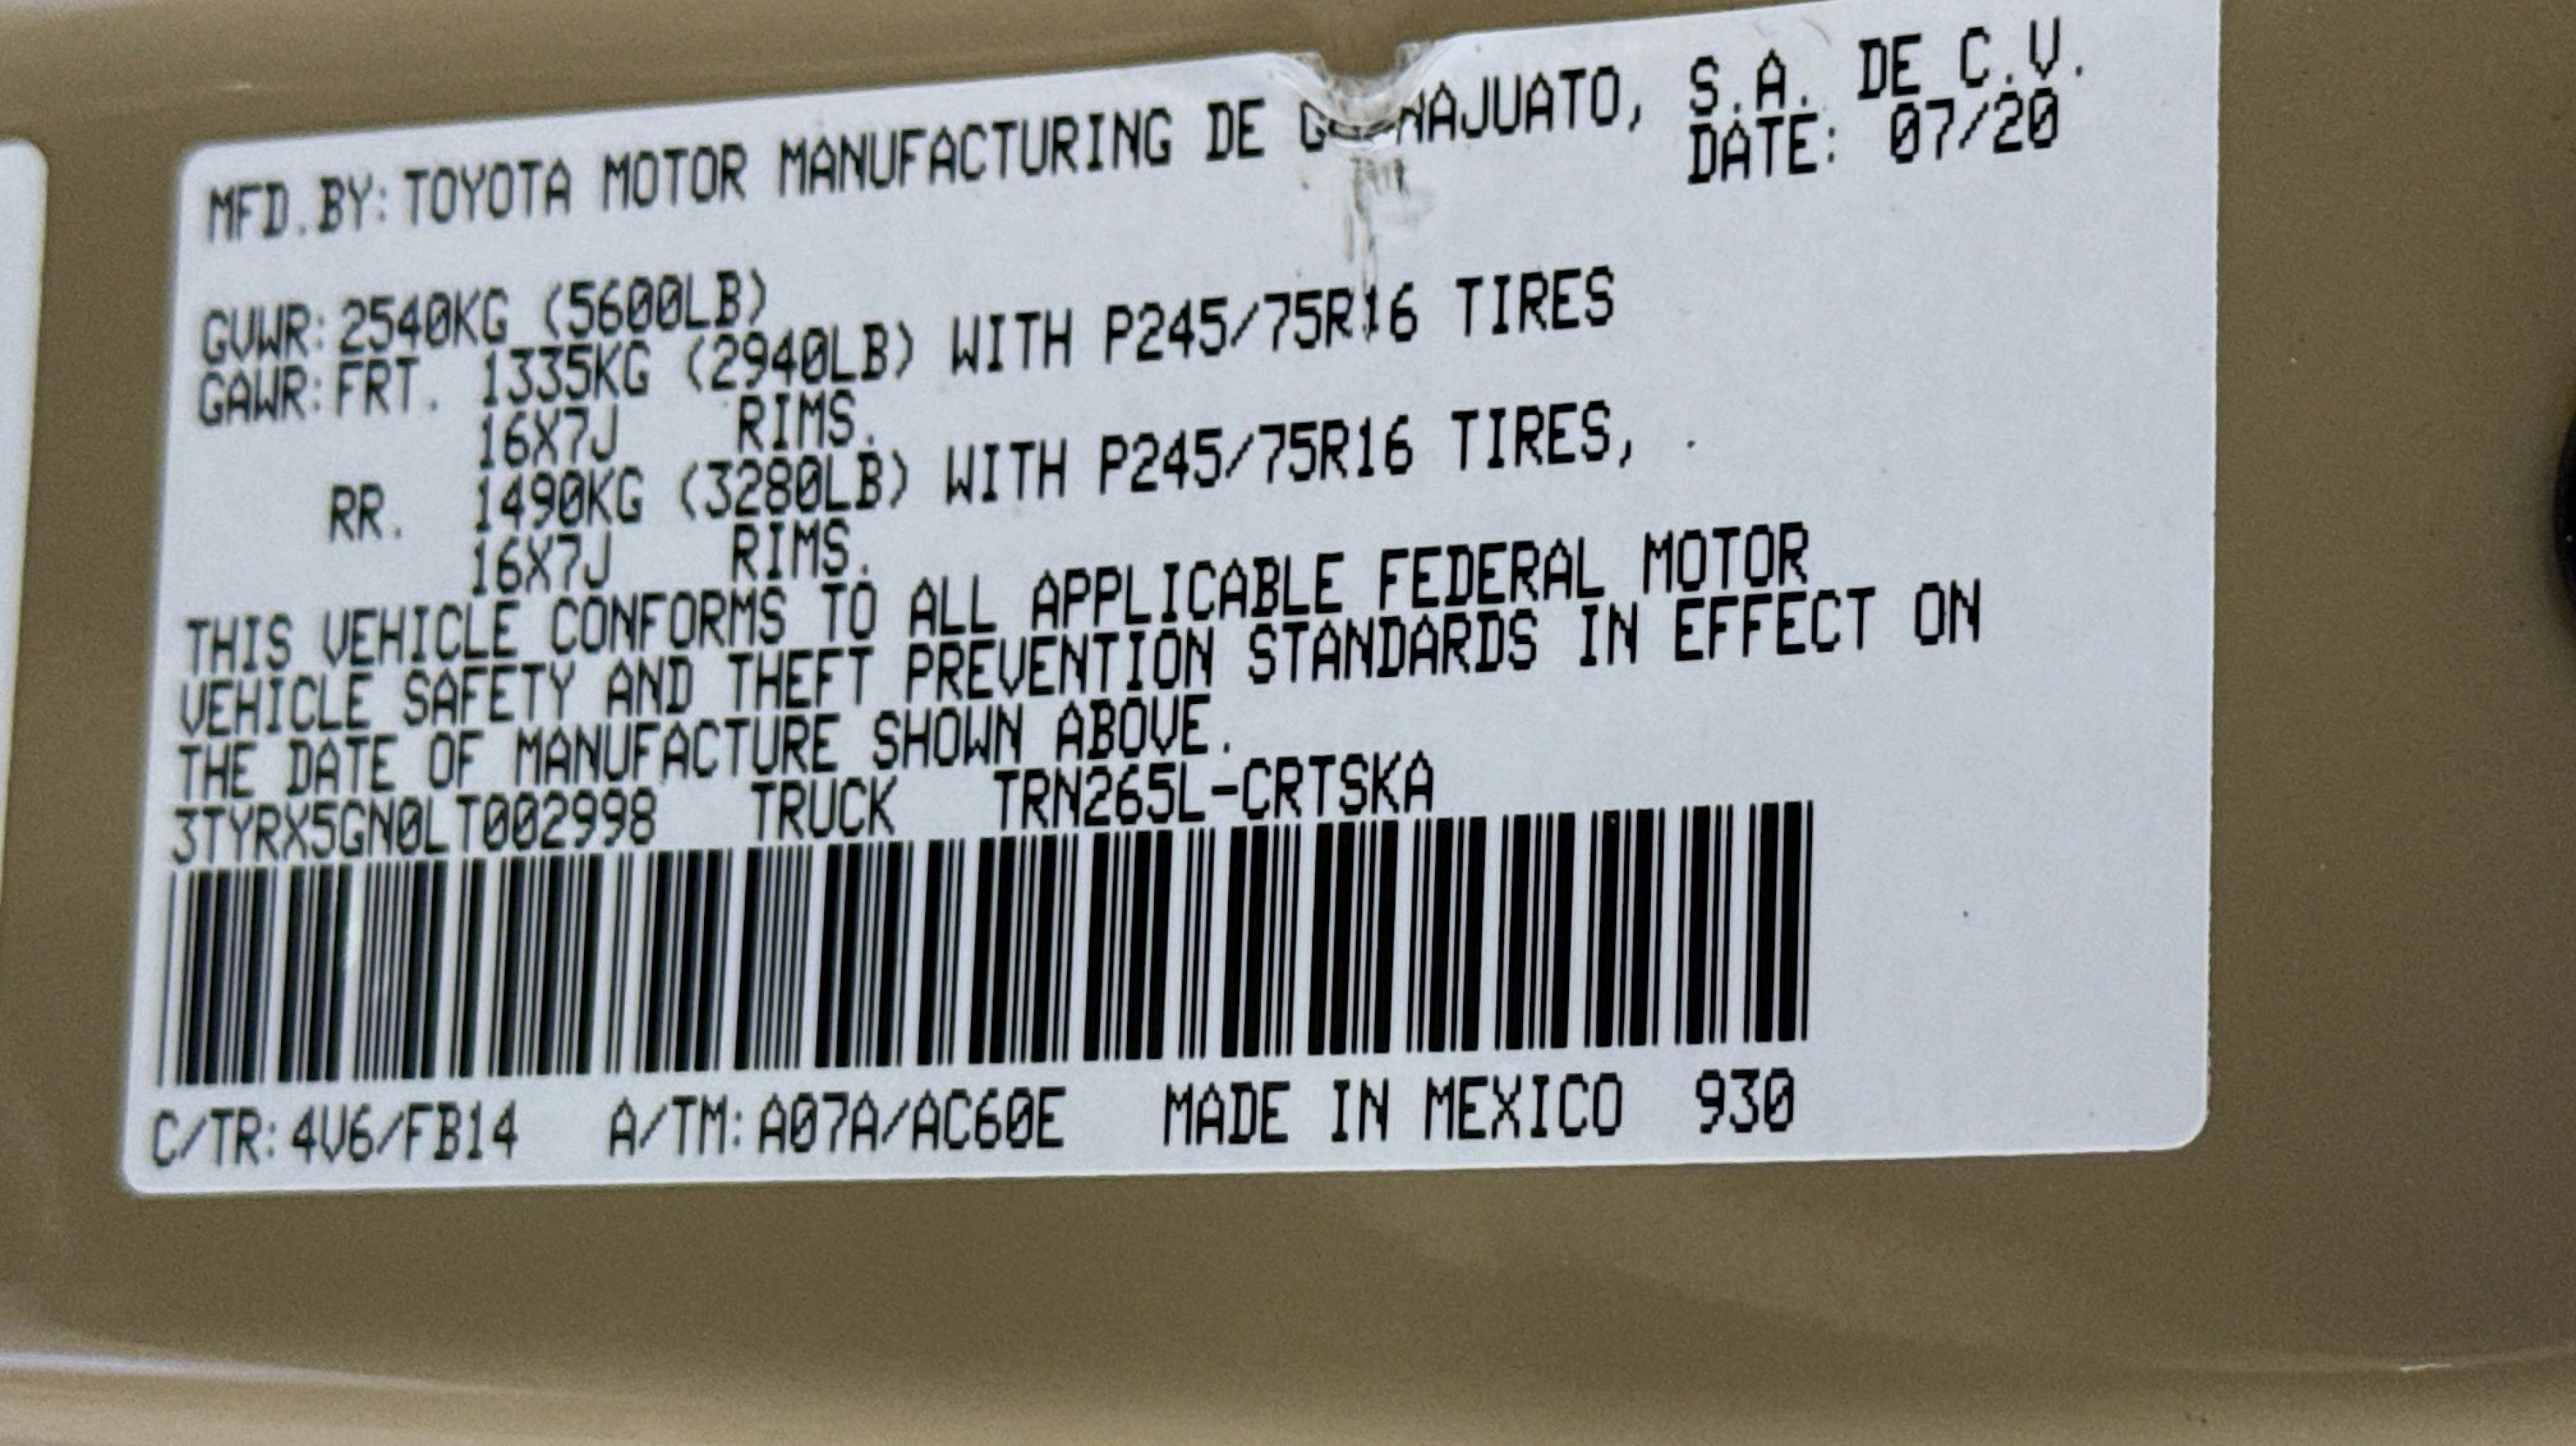 MFD.BY: TOYOTA MOTOR MANUFACTURING DE NAJUATO, S.A. DE C.V.
DATE: 07/20
GVWR: 2540KG (5600LB)
GAWR: FRT. 1335KG (2940LB) WITH P245/75R16 TIRES
16X7J RIMS.
RR. 1490KG (3280LB) WITH P245/75R16 TIRES,
16X7J RIMS.
THIS VEHICLE CONFORMS TO ALL APPLICABLE FEDERAL MOTOR
VEHICLE SAFETY AND THEFT PREVENTION STANDARDS IN EFFECT ON
THE DATE OF MANUFACTURE SHOWN ABOVE.
3TYRX5GN0LT002998 TRUCK TRN265L-CRTSKA
C/TR: 4V6/FB14 A/TM: A07A/AC60E MADE IN MEXICO 930